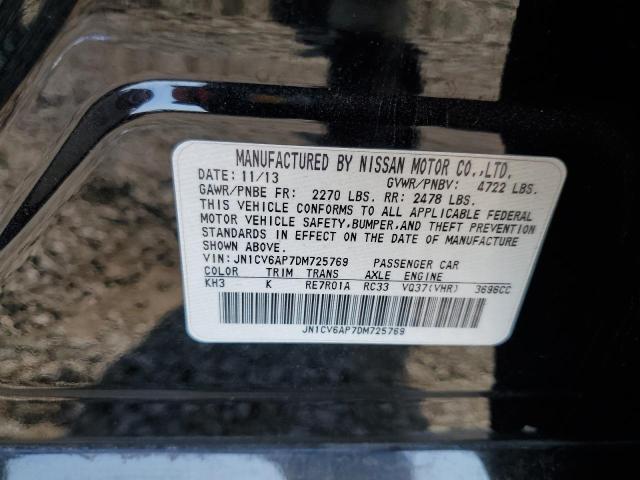 MANUFACTURED BY NISSAN MOTOR CO.,LTD.
DATE: 11/13 GVWR/PNBV: 4722 LBS.
GAWR/PNBE FR: 2270 LBS. RR: 2478 LBS.
THIS VEHICLE CONFORMS TO ALL APPLICABLE FEDERAL
MOTOR VEHICLE SAFETY,BUMPER,AND THEFT PREVENTION
STANDARDS IN EFFECT ON THE DATE OF MANUFACTURE
SHOWN ABOVE.
VIN:JN1CV6AP7DM725769 PASSENGER CAR
COLOR TRIM TRANS AXLE ENGINE
KH3 K RE7R01A RC33 VQ37(VHR) 3696CC
JN1CV6AP7DM725769